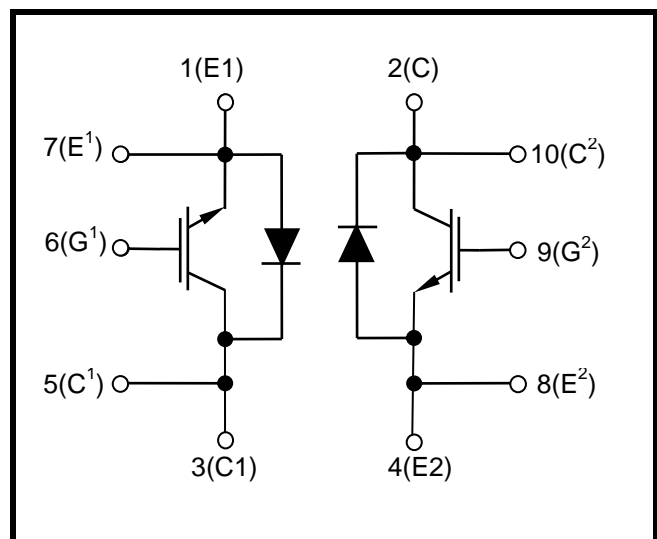 1(E1)
2(C)
7(E¹)
10(C²)
6(G¹)
9(G²)
5(C¹)
8(E²)
3(C1)
4(E2)